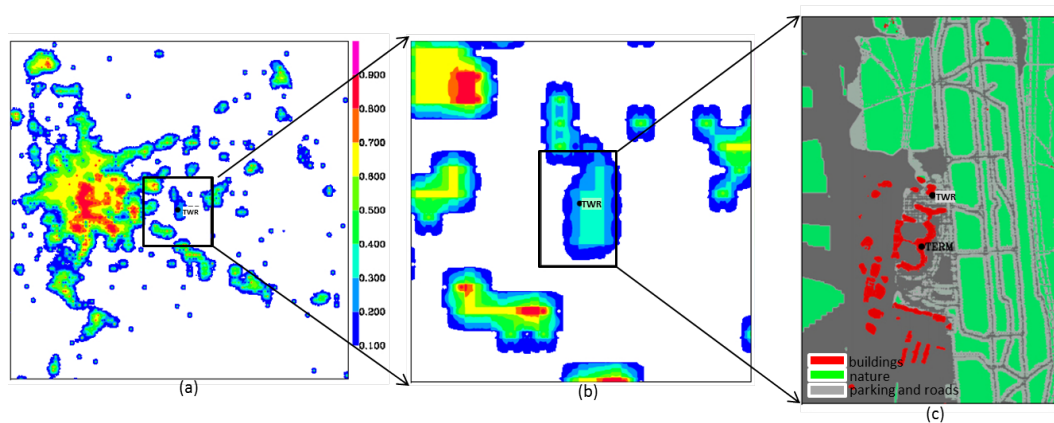 0.900
0.800
0.700
0.600
0.500
0.400
0.300
0.200
0.100
TWR
(a)
TWR
(b)
TWR
TERM
buildings
nature
parking and roads
(c)